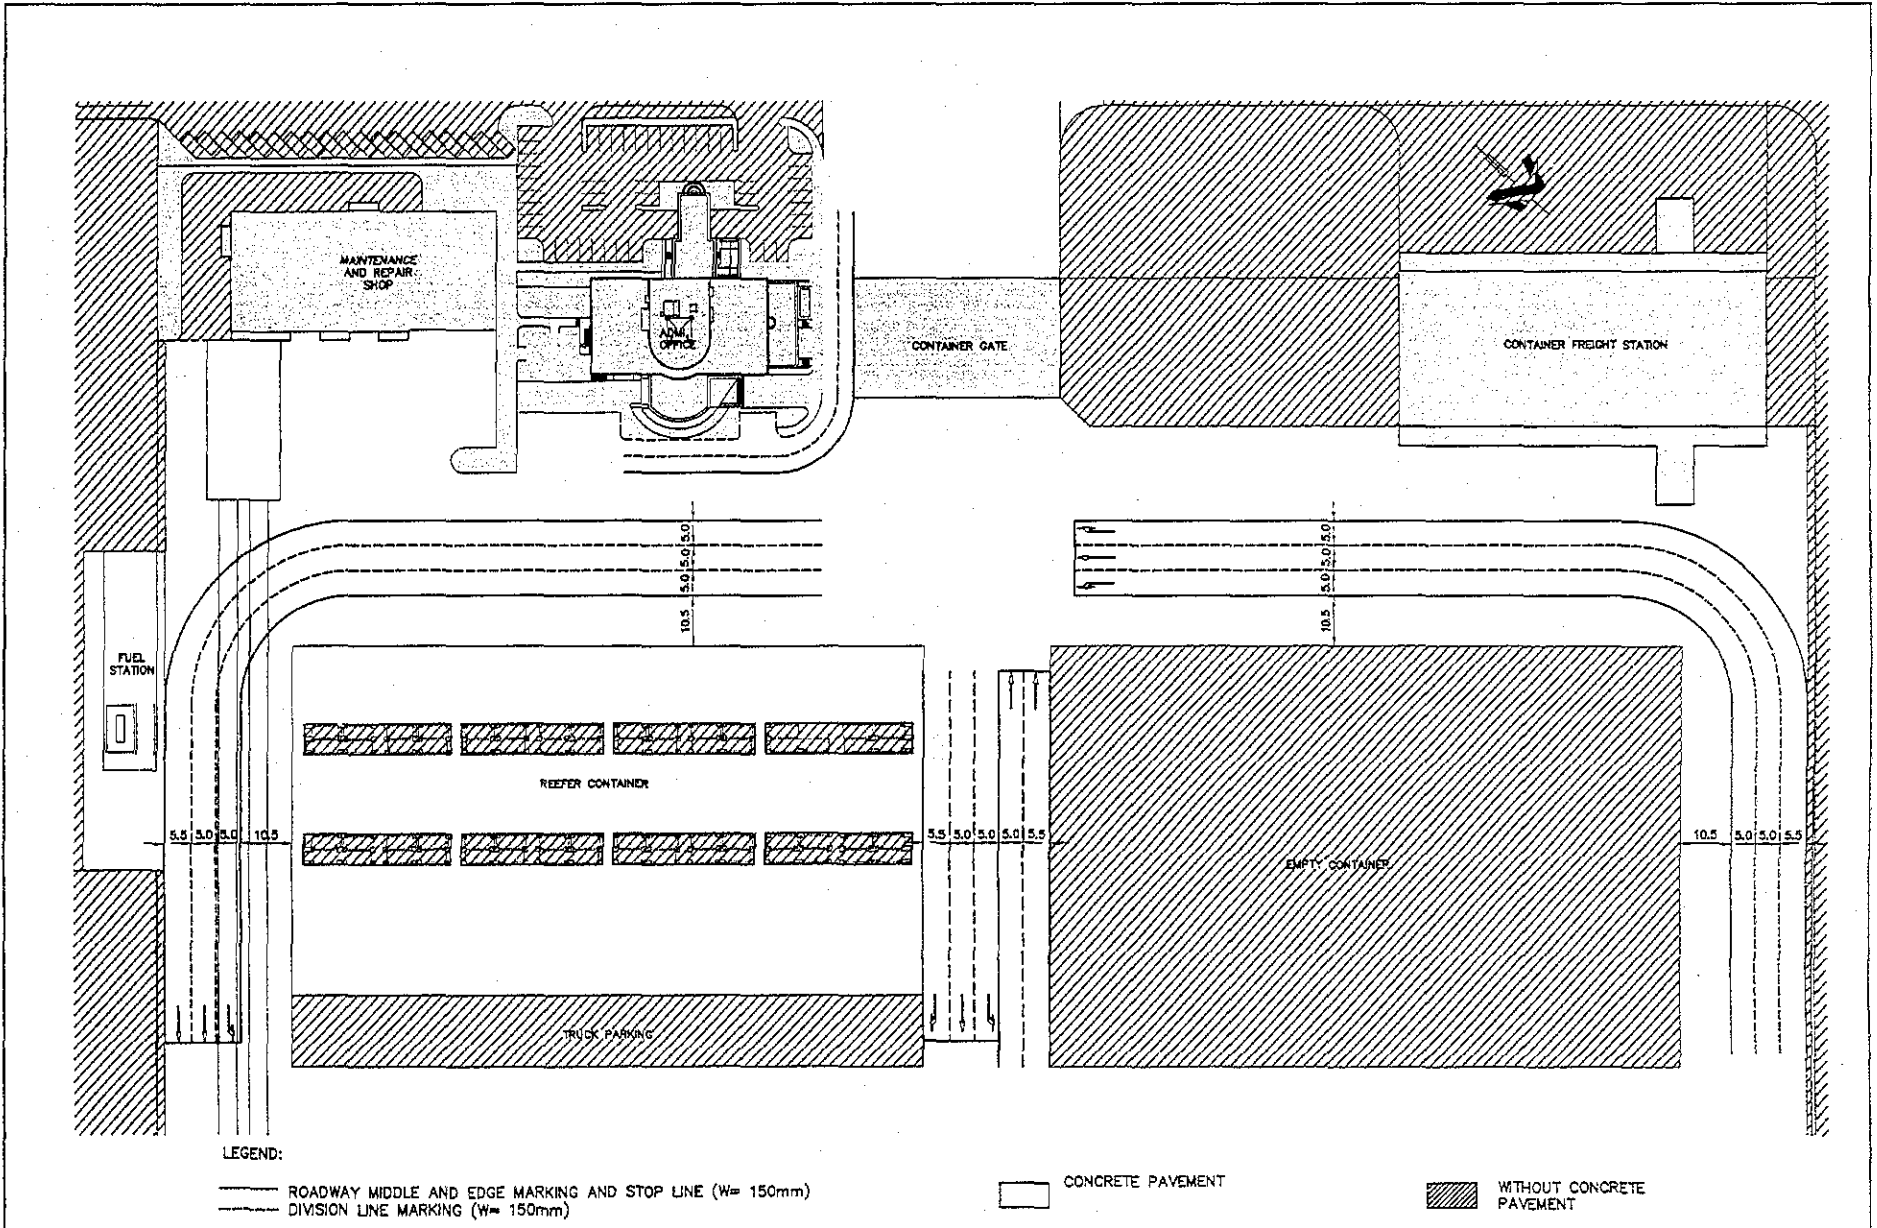 MAINTENANCE
AND REPAIR
SHOP
ADMI.
OFFICE
CONTAINER GATE
CONTAINER FREIGHT STATION
5.0
5.0
5.0
10.5
5.0
5.0
5.0
10.5
FUEL
STATION
REEFER CONTAINER
5.5 5.0 5.0 10.5
5.5 5.0 5.0 5.0 5.5
EMPTY CONTAINER
10.5 5.0 5.0 5.5
TRUCK PARKING
LEGEND:
ROADWAY MIDDLE AND EDGE MARKING AND STOP LINE (W= 150mm)
DIVISION LINE MARKING (W= 150mm)
CONCRETE PAVEMENT
WITHOUT CONCRETE
PAVEMENT